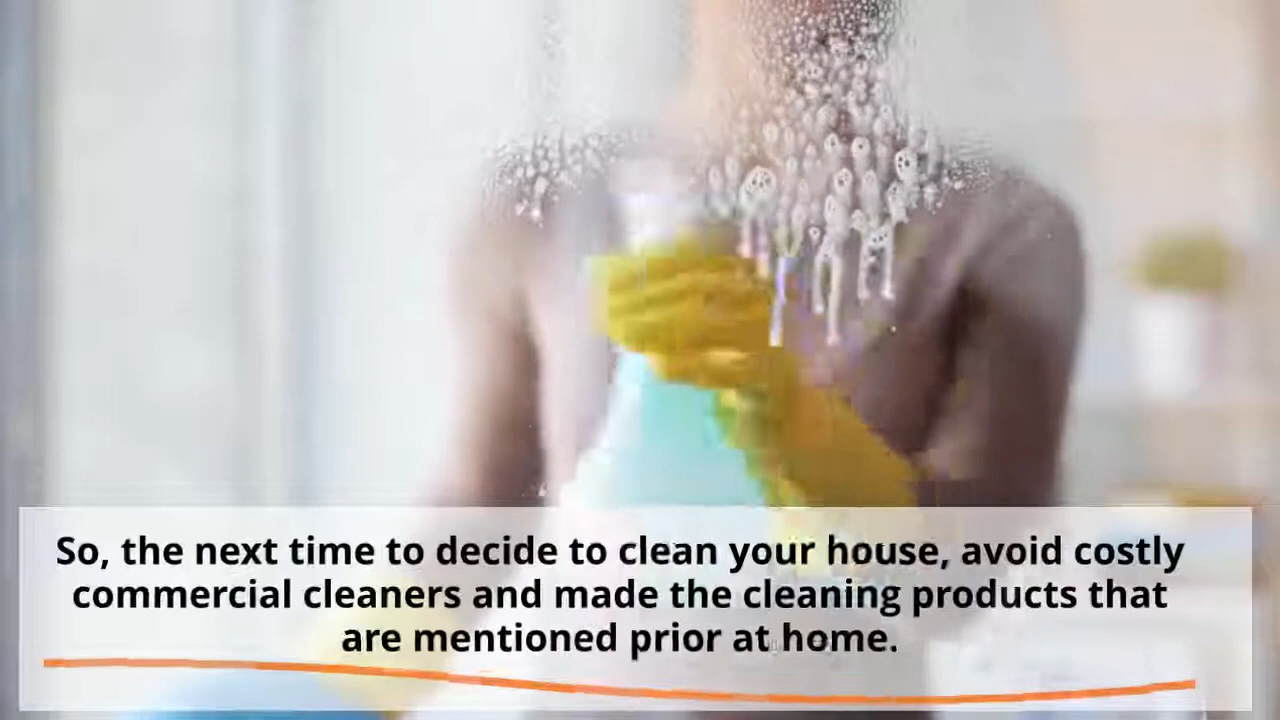 So, the next time to decide to clean your house, avoid costly
commercial cleaners and made the cleaning products that
are mentioned prior at home.